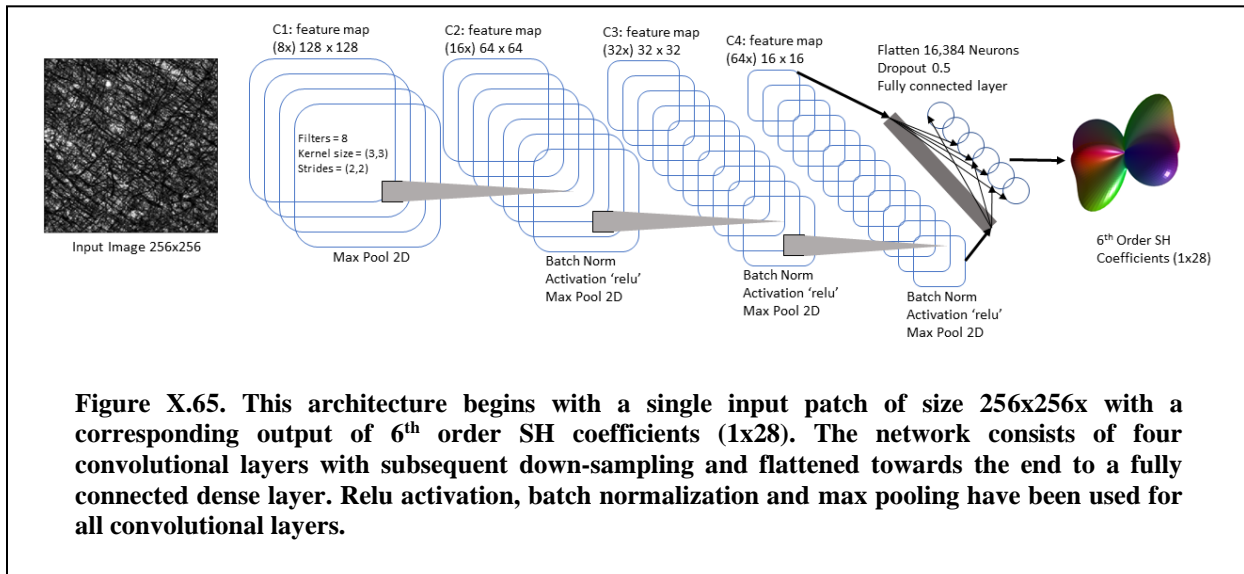 C1: feature map
(8x) 128 x 128
C2: feature map
(16x) 64 x 64
C3: feature map
(32x) 32 x 32
C4: feature map
(64x) 16 x 16
Flatten 16,384 Neurons
Dropout 0.5
Fully connected layer
Filters = 8
Kernel size = (3,3)
Strides = (2,2)
Input Image 256x256
Max Pool 2D
Batch Norm
Activation ‘relu’
Max Pool 2D
Batch Norm
Activation ‘relu’
Max Pool 2D
Batch Norm
Activation ‘relu’
Max Pool 2D
6th Order SH
Coefficients (1x28)
Figure X.65. This architecture begins with a single input patch of size 256x256x with a
corresponding output of 6th order SH coefficients (1x28). The network consists of four
convolutional layers with subsequent down-sampling and flattened towards the end to a fully
connected dense layer. Relu activation, batch normalization and max pooling have been used for
all convolutional layers.